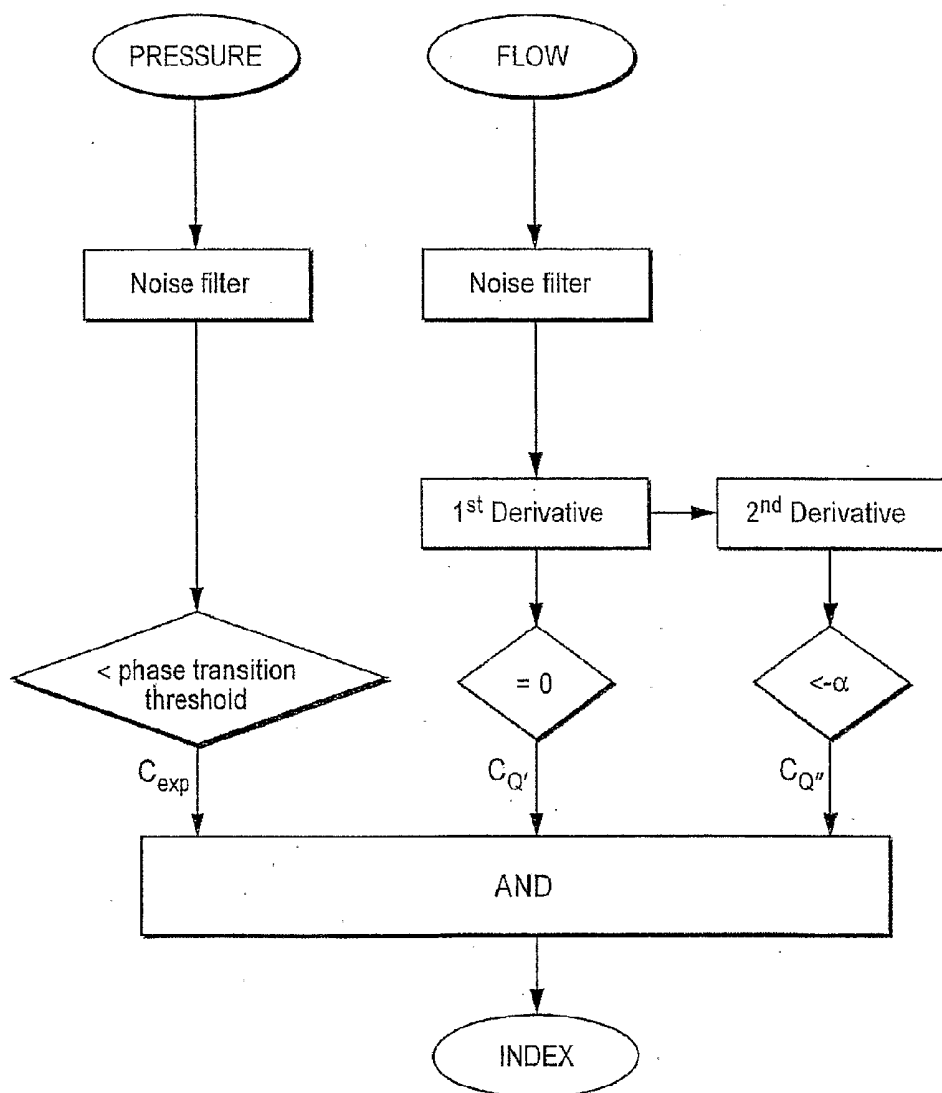 PRESSURE
FLOW
Noise filter
Noise filter
1st Derivative
2nd Derivative
< phase transition
threshold
= 0
<-α
Cexp
CQ′
CQ″
AND
INDEX